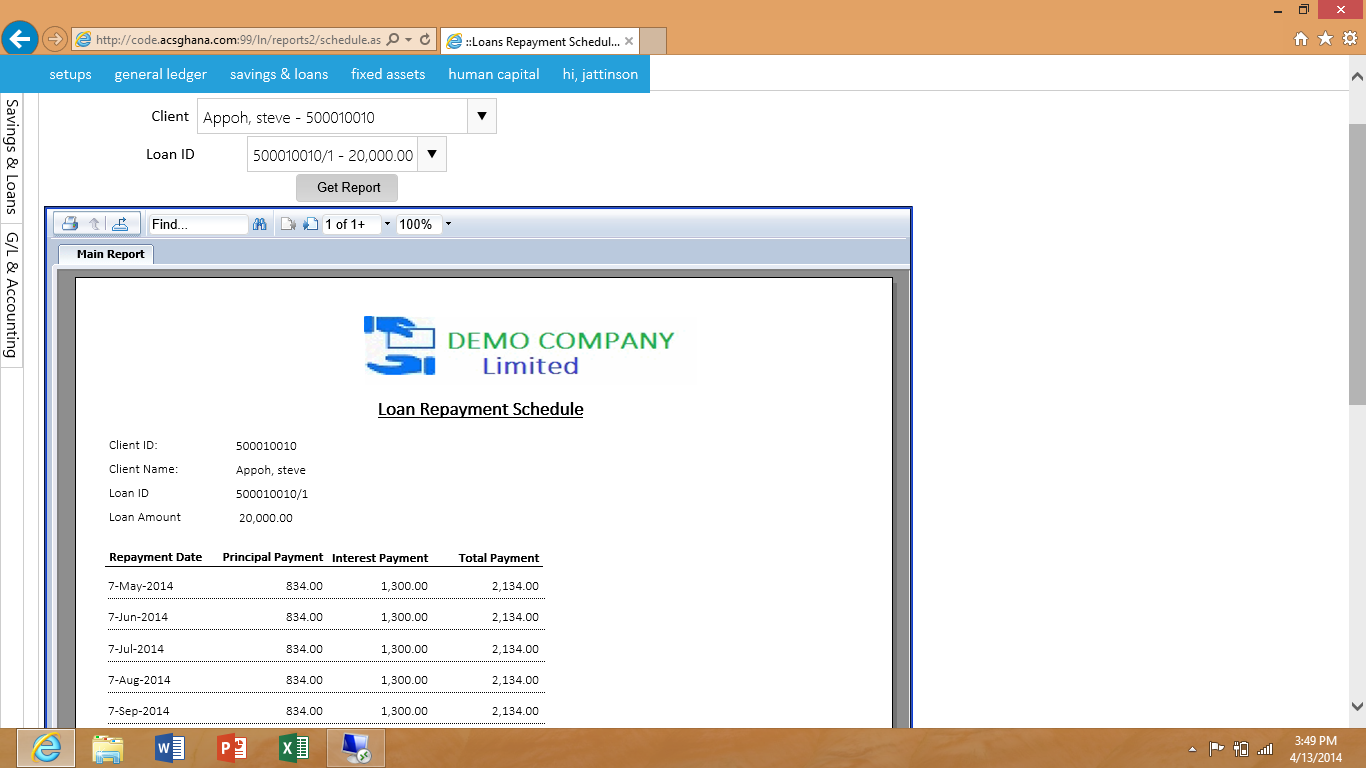 http://code.acsghana.com:99/ln/reports2/schedule.as
::Loans Repayment Schedul...
setups general ledger savings & loans fixed assets human capital hi, jattinson
Savings & Loans
G/L & Accounting
Client Appoh, steve - 500010010
Loan ID 500010010/1 - 20,000.00
Get Report
Find... 1 of 1+ 100%
Main Report
DEMO COMPANY
Limited
Loan Repayment Schedule
Client ID: 500010010
Client Name: Appoh, steve
Loan ID 500010010/1
Loan Amount 20,000.00
Repayment Date Principal Payment Interest Payment Total Payment
7-May-2014 834.00 1,300.00 2,134.00
7-Jun-2014 834.00 1,300.00 2,134.00
7-Jul-2014 834.00 1,300.00 2,134.00
7-Aug-2014 834.00 1,300.00 2,134.00
7-Sep-2014 834.00 1,300.00 2,134.00
3:49 PM
4/13/2014